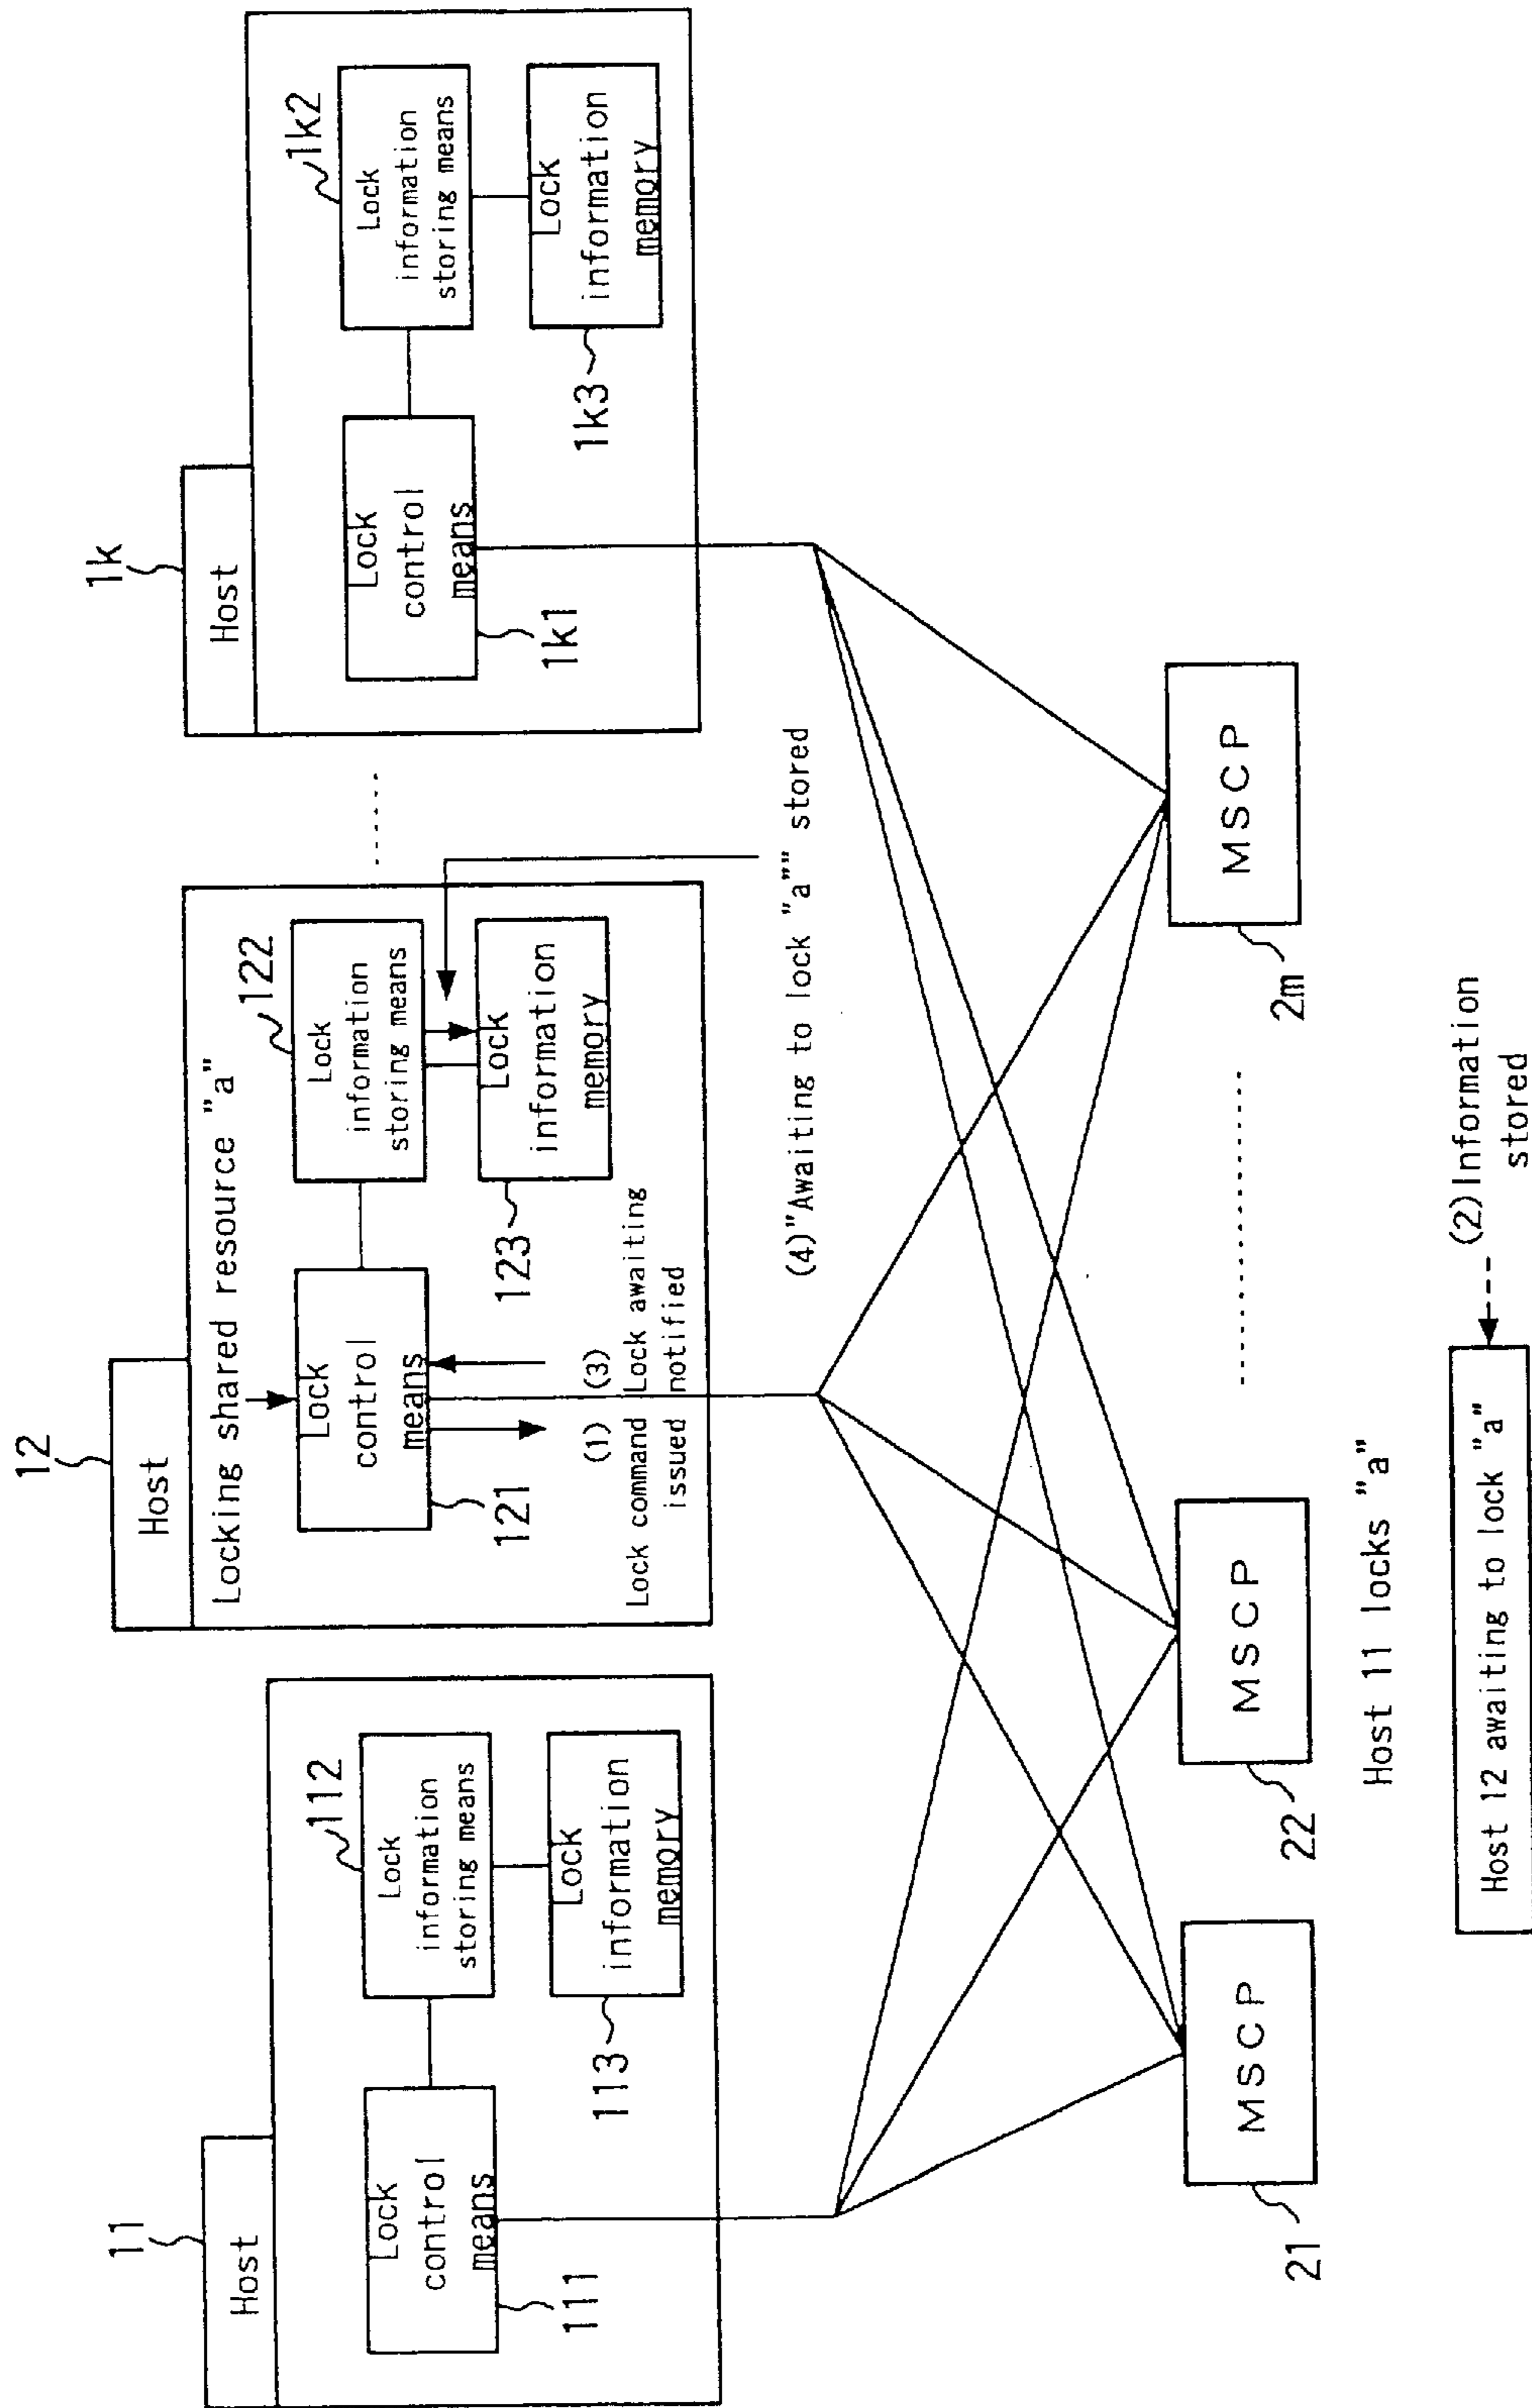 11
Host
111
Lock
control
means
112
Lock
information
storing means
113
Lock
information
memory
12
Host
Locking shared resource "a"
121
Lock
control
means
122
Lock
information
storing means
123
Lock
information
memory
(1)
Lock command
issued
(3)
Lock awaiting
notified
(4)"Awaiting to lock "a"" stored
1k
Host
1k1
Lock
control
means
1k2
Lock
information
storing means
1k3
Lock
information
memory
21
MSCP
22
MSCP
2m
MSCP
Host 11 locks "a"
Host 12 awaiting to lock "a"
(2)Information
stored